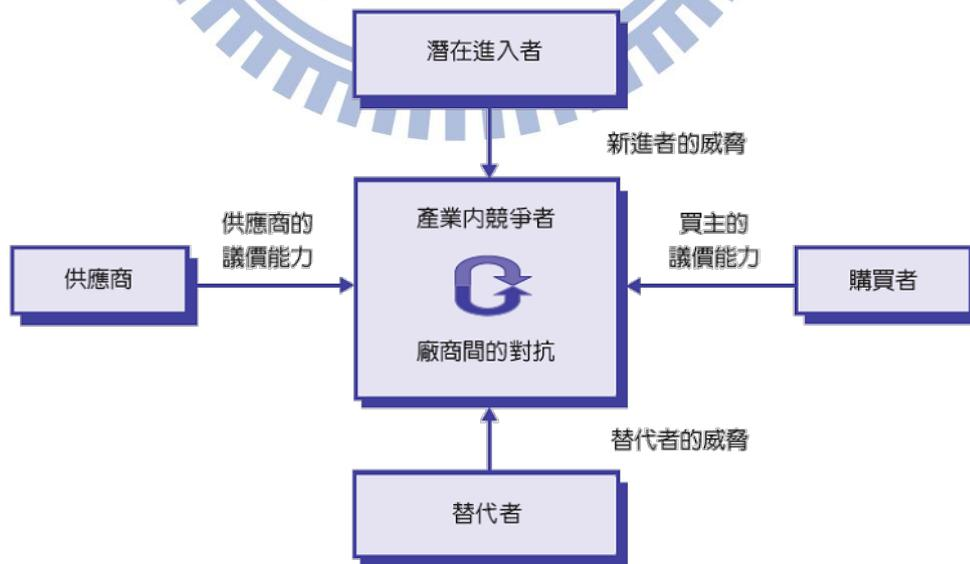 潛在進入者
新進者的威脅
供應商的
議價能力
產業內競爭者
買主的
議價能力
供應商
購買者
廠商間的對抗
替代者的威脅
替代者